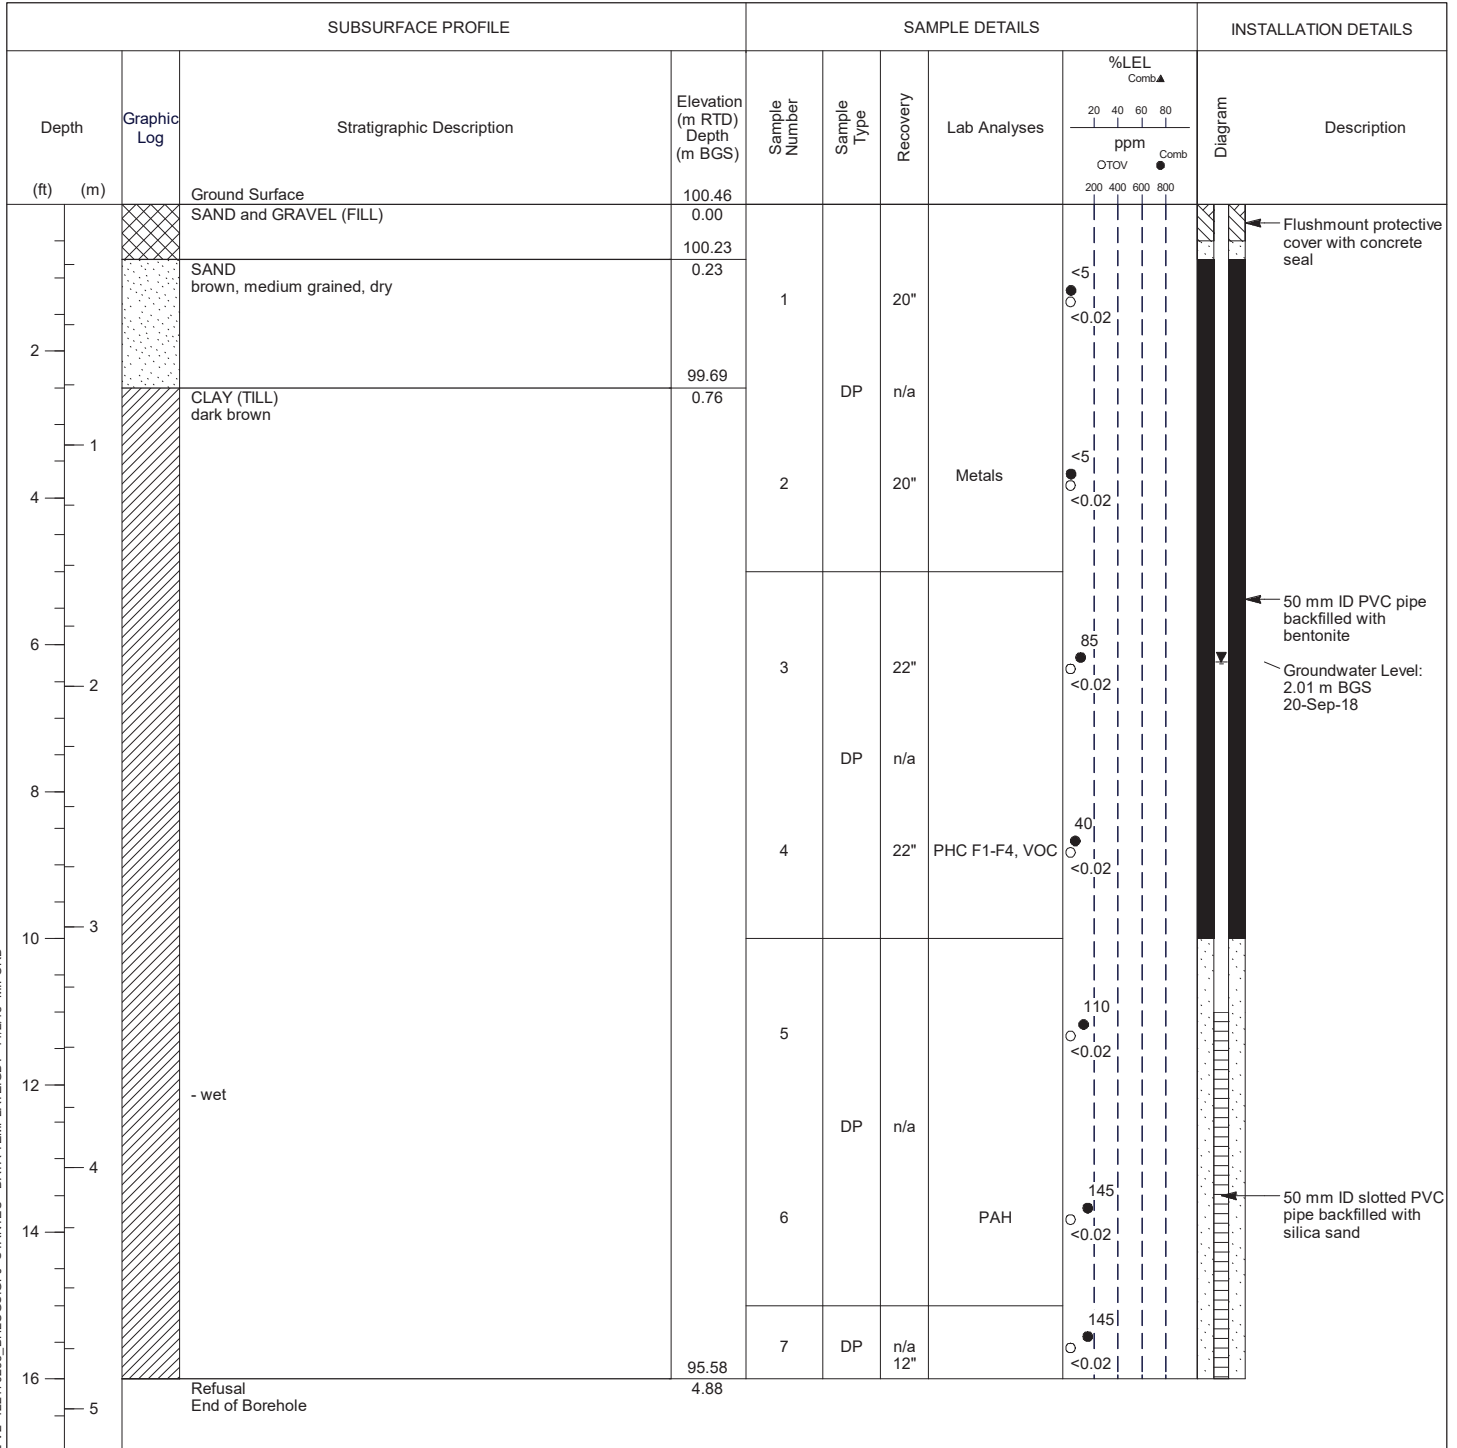 SUBSURFACE PROFILE
SAMPLE DETAILS
INSTALLATION DETAILS
Depth
(ft) (m)
Graphic
Log
Stratigraphic Description
Elevation
(m RTD)
Depth
(m BGS)
Sample
Number
Sample
Type
Recovery
Lab Analyses
%LEL
Comb▲
20 40 60 80
ppm
OTOV ● Comb
200 400 600 800
Diagram
Description
Ground Surface 100.46
SAND and GRAVEL (FILL) 0.00
100.23
SAND 0.23
brown, medium grained, dry
99.69
CLAY (TILL) 0.76
dark brown
- wet
95.58
Refusal 4.88
End of Borehole
2
4
6
8
10
12
14
16
1
2
3
4
5
1 20"
<5
<0.02
DP n/a
2 20" Metals
<5
<0.02
3 22"
85
<0.02
DP n/a
4 22" PHC F1-F4, VOC
40
<0.02
5
110
<0.02
DP n/a
6 PAH
145
<0.02
7 DP n/a
12"
145
<0.02
Flushmount protective
cover with concrete
seal
50 mm ID PVC pipe
backfilled with
bentonite
Groundwater Level:
2.01 m BGS
20-Sep-18
50 mm ID slotted PVC
pipe backfilled with
silica sand